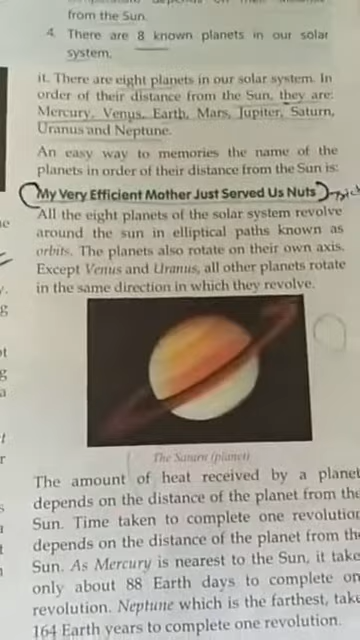 from the Sun.
4. There are 8 known planets in our solar
system.
it. There are eight planets in our solar system. In
order of their distance from the Sun, they are:
Mercury, Venus, Earth, Mars, Jupiter, Saturn,
Uranus and Neptune.
An easy way to memories the name of the
planets in order of their distance from the Sun is:
My Very Efficient Mother Just Served Us Nuts
All the eight planets of the solar system revolve
around the sun in elliptical paths known as
orbits. The planets also rotate on their own axis.
Except Venus and Uranus, all other planets rotate
in the same direction in which they revolve.
The Saturn (planet)
The amount of heat received by a planet
depends on the distance of the planet from the
Sun. Time taken to complete one revolution
depends on the distance of the planet from the
Sun. As Mercury is nearest to the Sun, it take
only about 88 Earth days to complete on
revolution. Neptune which is the farthest, take
164 Earth years to complete one revolution.